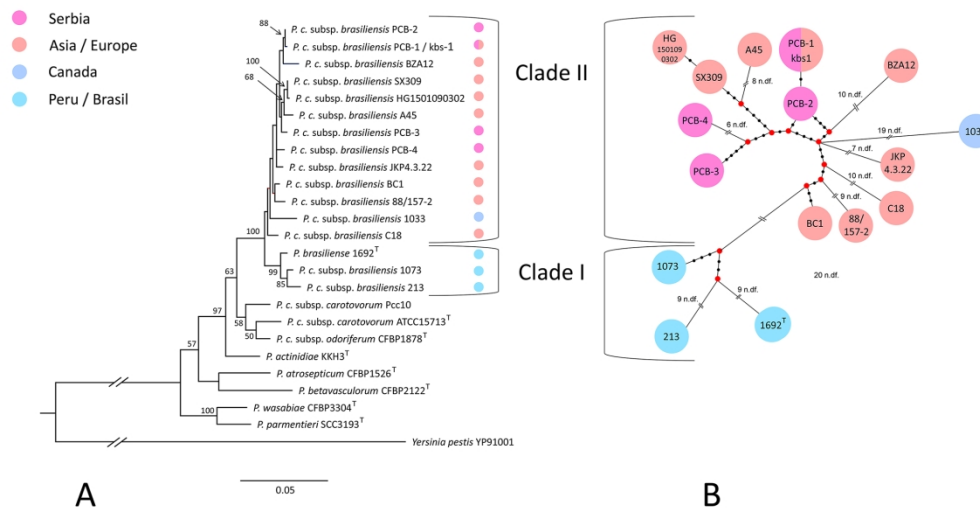 Serbia
Asia / Europe
Canada
Peru / Brasil
88
100
68
P. c. subsp. brasiliensis PCB-2
P. c. subsp. brasiliensis PCB-1 / kbs-1
P. c. subsp. brasiliensis BZA12
P. c. subsp. brasiliensis SX309
P. c. subsp. brasiliensis HG1501090302
P. c. subsp. brasiliensis A45
P. c. subsp. brasiliensis PCB-3
P. c. subsp. brasiliensis PCB-4
P. c. subsp. brasiliensis JKP4.3.22
P. c. subsp. brasiliensis BC1
P. c. subsp. brasiliensis 88/157-2
P. c. subsp. brasiliensis 1033
P. c. subsp. brasiliensis C18
100
P. brasiliense 1692T
99
P. c. subsp. brasiliensis 1073
85
P. c. subsp. brasiliensis 213
63
P. c. subsp. carotovorum Pcc10
97
58
P. c. subsp. carotovorum ATCC15713T
50
P. c. subsp. odoriferum CFBP1878T
57
P. actinidiae KKH3T
P. atrosepticum CFBP1526T
P. betavasculorum CFBP2122T
100
P. wasabiae CFBP3304T
P. parmentieri SCC3193T
Yersinia pestis YP91001
0.05
A
Clade II
Clade I
HG
150109
0302
SX309
A45
8 n.df.
PCB-1
kbs1
BZA12
10 n.df.
PCB-2
PCB-4
6 n.df.
PCB-3
19 n.df.
103
7 n.df.
JKP
4.3.22
10 n.df.
C18
9 n.df.
BC1
88/
157-2
1073
20 n.df.
9 n.df.
9 n.df.
213
1692T
B